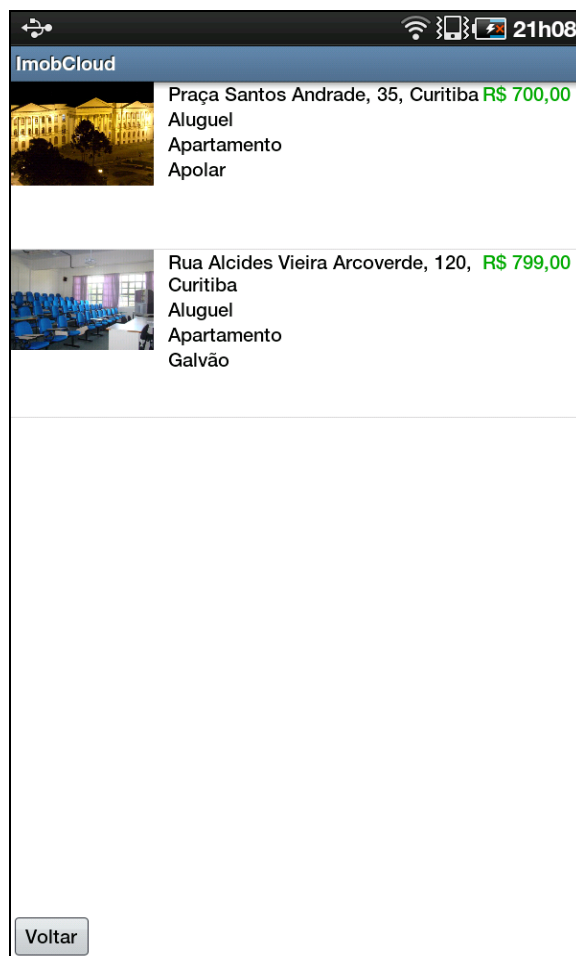 21h08
ImobCloud
Praça Santos Andrade, 35, Curitiba R$ 700,00
Aluguel
Apartamento
Apolar
Rua Alcides Vieira Arcoverde, 120, R$ 799,00
Curitiba
Aluguel
Apartamento
Galvão
Voltar